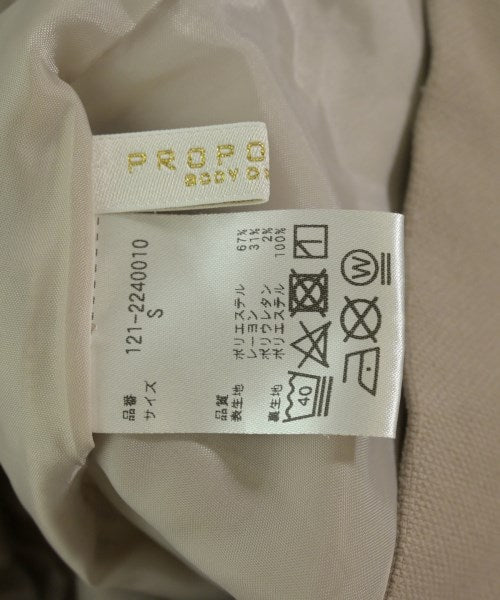 PROPO
BODY D
品番 121-2240010
サイズ S
品質
表生地 ポリエステル 67%
レーヨン 31%
ポリウレタン 2%
裏生地 ポリエステル 100%
40
W